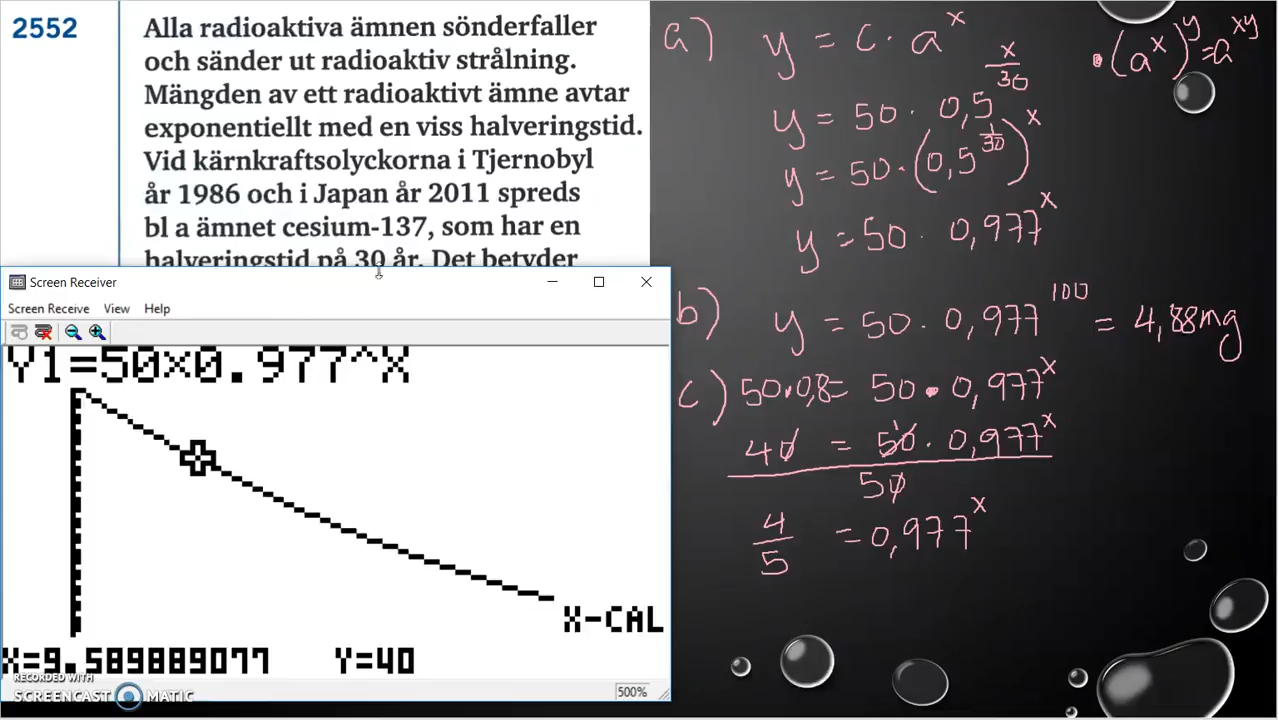 2552
Alla radioaktiva ämnen sönderfaller
och sänder ut radioaktiv strålning.
Mängden av ett radioaktivt ämne avtar
exponentiellt med en viss halveringstid.
Vid kärnkraftsolyckorna i Tjernobyl
år 1986 och i Japan år 2011 spreds
bl a ämnet cesium-137, som har en
halveringstid på 30 år. Det betyder
Screen Receiver
Screen Receive View Help
Y1=50×0.977^X
X-CAL
X=9.589889077 Y=40
RECORDED WITH
SCREENCAST MATIC
500%
a) y = C · a^x
· (a^x)^y = a^xy
y = 50 · 0,5^(x/30)
y = 50 · (0,5^(1/30))^x
y = 50 · 0,977^x
b) y = 50 · 0,977^100 = 4,88mg
c) 50·0,8 = 50 · 0,977^x
40 = 50 · 0,977^x
50
4/5 = 0,977^x